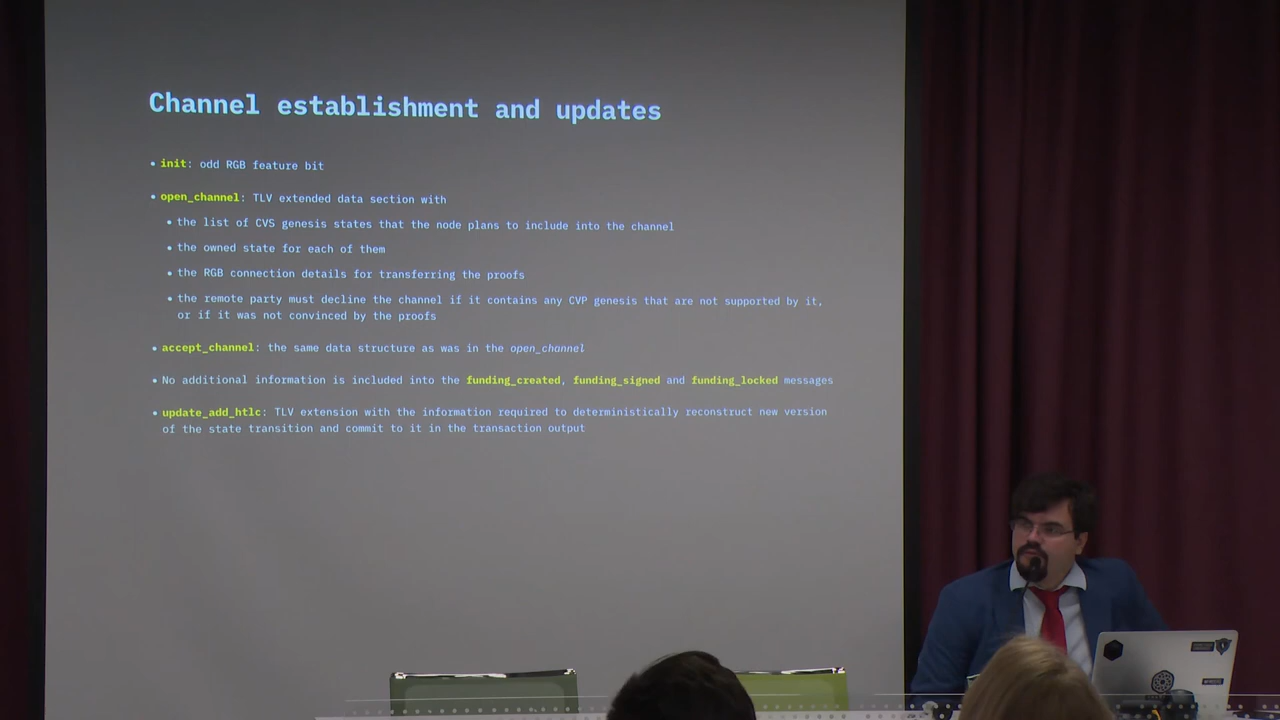 Channel establishment and updates
• init: odd RGB feature bit
• open_channel: TLV extended data section with
• the list of CVS genesis states that the node plans to include into the channel
• the owned state for each of them
• the RGB connection details for transferring the proofs
• the remote party must decline the channel if it contains any CVP genesis that are not supported by it,
or if it was not convinced by the proofs
• accept_channel: the same data structure as was in the open_channel
• No additional information is included into the funding_created, funding_signed and funding_locked messages
• update_add_htlc: TLV extension with the information required to deterministically reconstruct new version
of the state transition and commit to it in the transaction output